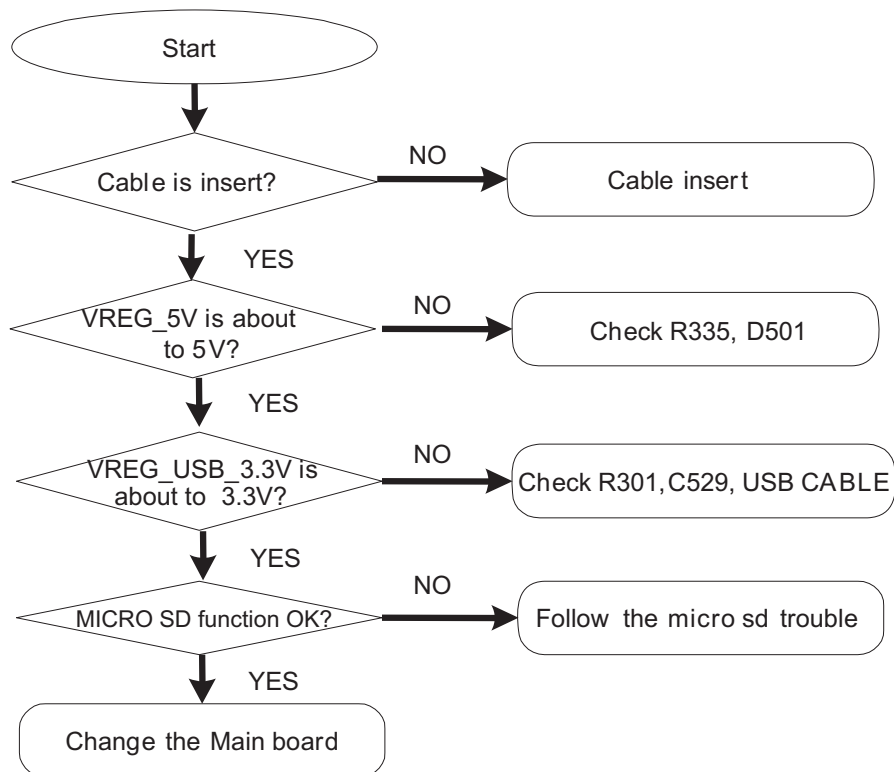 Start
Cable is insert?
NO
Cable insert
YES
VREG_5V is about
to 5V?
NO
Check R335, D501
YES
VREG_USB_3.3V is
about to 3.3V?
NO
Check R301,C529, USB CABLE
YES
MICRO SD function OK?
NO
Follow the micro sd trouble
YES
Change the Main board